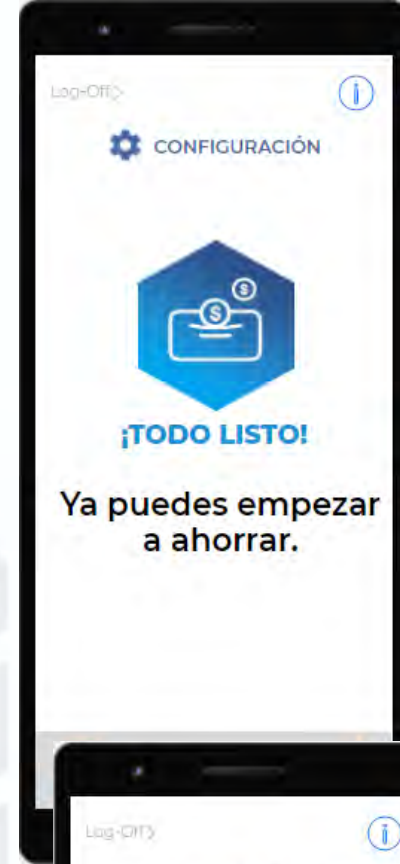 Log-Off >
i
CONFIGURACIÓN
$
$
¡TODO LISTO!
Ya puedes empezar
a ahorrar.
Log-Off >
i